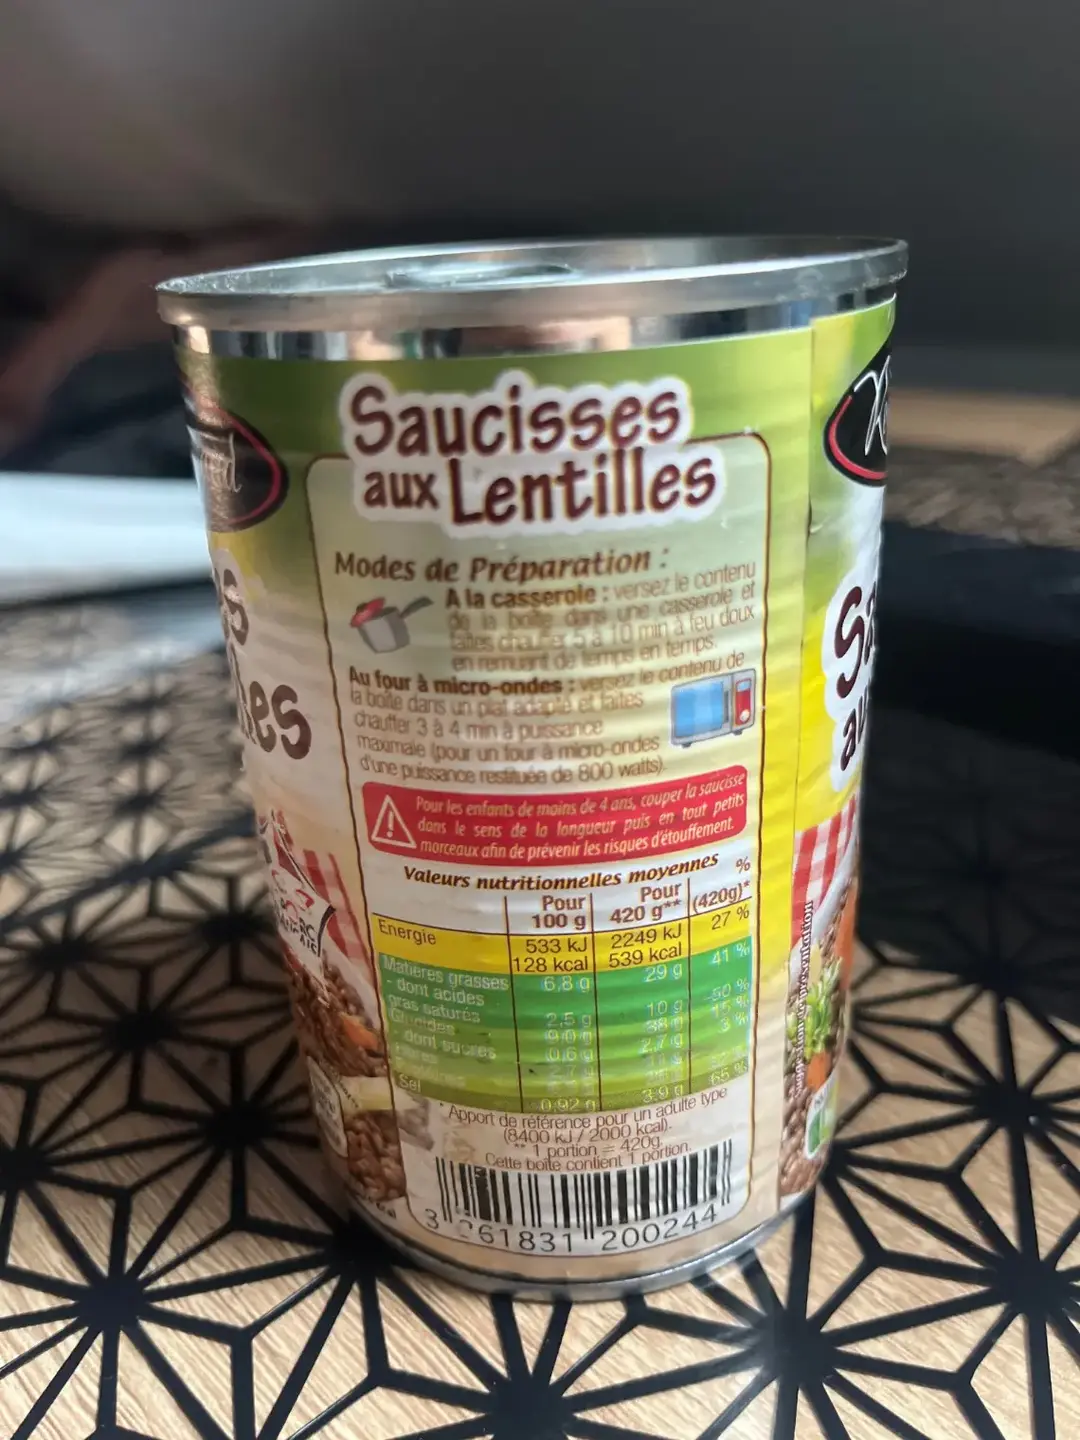 Saucisses
aux Lentilles
Modes de Préparation :
A la casserole : versez le contenu
de la boîte dans une casserole et
faites chauffer 5 à 10 min à feu doux
en remuant de temps en temps.
Au four à micro-ondes : versez le contenu de
la boîte dans un plat adapté et faites
chauffer 3 à 4 min à puissance
maximale (pour un four à micro-ondes
d'une puissance restituée de 800 watts).
Pour les enfants de moins de 4 ans, couper la saucisse
dans le sens de la longueur puis en tout petits
morceaux afin de prévenir les risques d'étouffement.
Valeurs nutritionnelles moyennes
Pour 100 g Pour 420 g** % (420g)*
Energie 533 kJ 2249 kJ 27 %
128 kcal 539 kcal
Matières grasses 6,8 g 29 g 41 %
- dont acides
gras saturés 2,5 g 10 g 50 %
Glucides 9,0 g 38 g 15 %
- dont sucres 0,6 g 2,7 g 3 %
Sel 0,92 g 3,9 g 65 %
* Apport de référence pour un adulte type
(8400 kJ / 2000 kcal).
** 1 portion = 420g.
Cette boîte contient 1 portion.
3 261831 200244
Suggestion de présentation